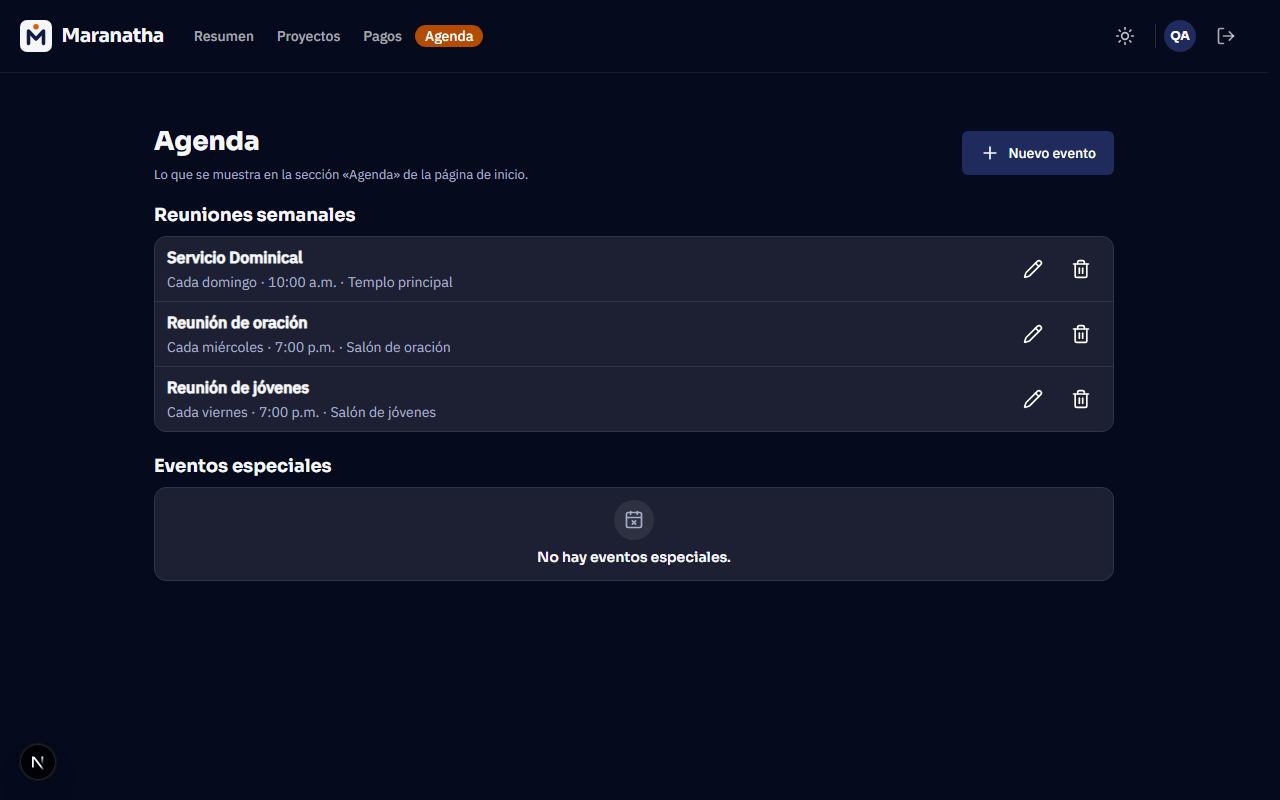 Maranatha
Resumen
Proyectos
Pagos
Agenda
QA
Agenda
Nuevo evento
Lo que se muestra en la sección «Agenda» de la página de inicio.
Reuniones semanales
Servicio Dominical
Cada domingo · 10:00 a.m. · Templo principal
Reunión de oración
Cada miércoles · 7:00 p.m. · Salón de oración
Reunión de jóvenes
Cada viernes · 7:00 p.m. · Salón de jóvenes
Eventos especiales
No hay eventos especiales.
N